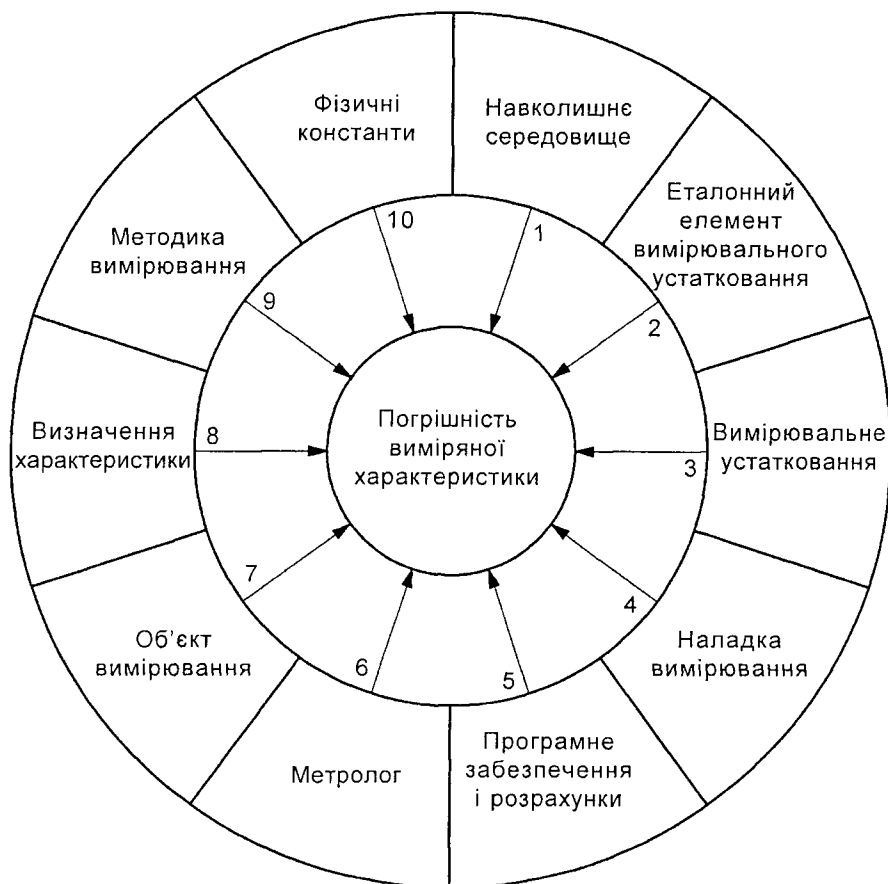 Фізичні
константи
Навколишнє
середовище
Еталонний
елемент
вимірювального
устатковання
Вимірювальне
устатковання
Наладка
вимірювання
Програмне
забезпечення
і розрахунки
Метролог
Об’єкт
вимірювання
Визначення
характеристики
Методика
вимірювання
10
1
2
3
4
5
6
7
8
9
Погрішність
виміряної
характеристики